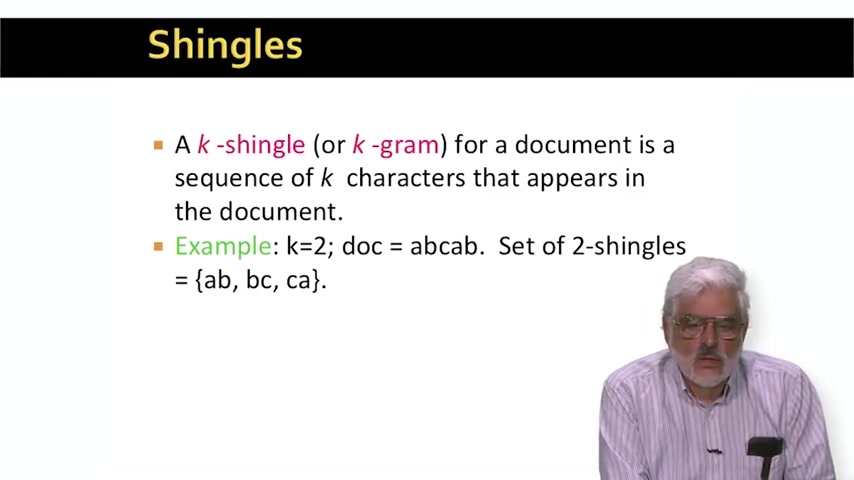 Shingles
A k -shingle (or k -gram) for a document is a
sequence of k characters that appears in
the document.
Example: k=2; doc = abcab. Set of 2-shingles
= {ab, bc, ca}.